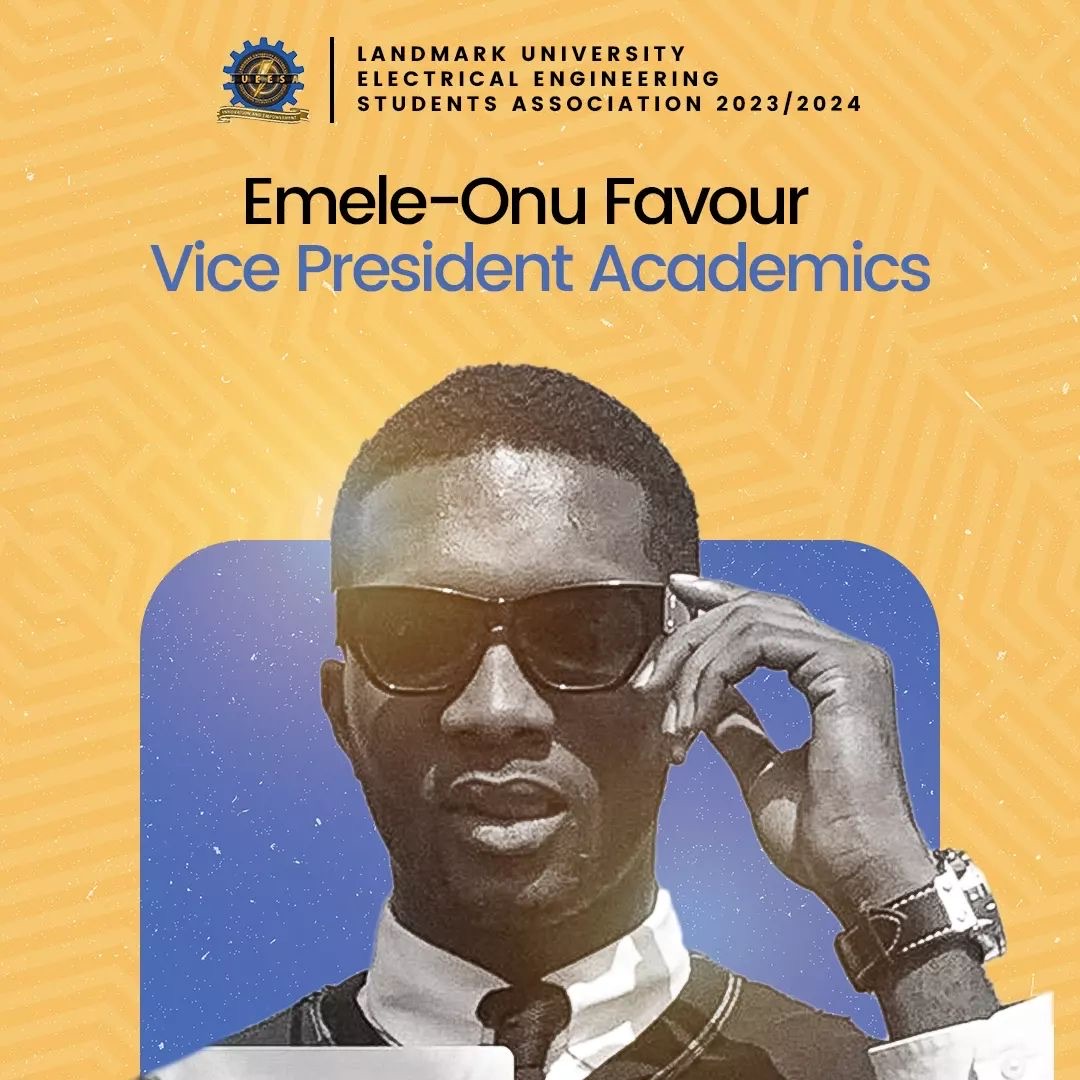 LANDMARK UNIVERSITY
ELECTRICAL ENGINEERING
STUDENTS ASSOCIATION 2023/2024
Emele-Onu Favour
Vice President Academics